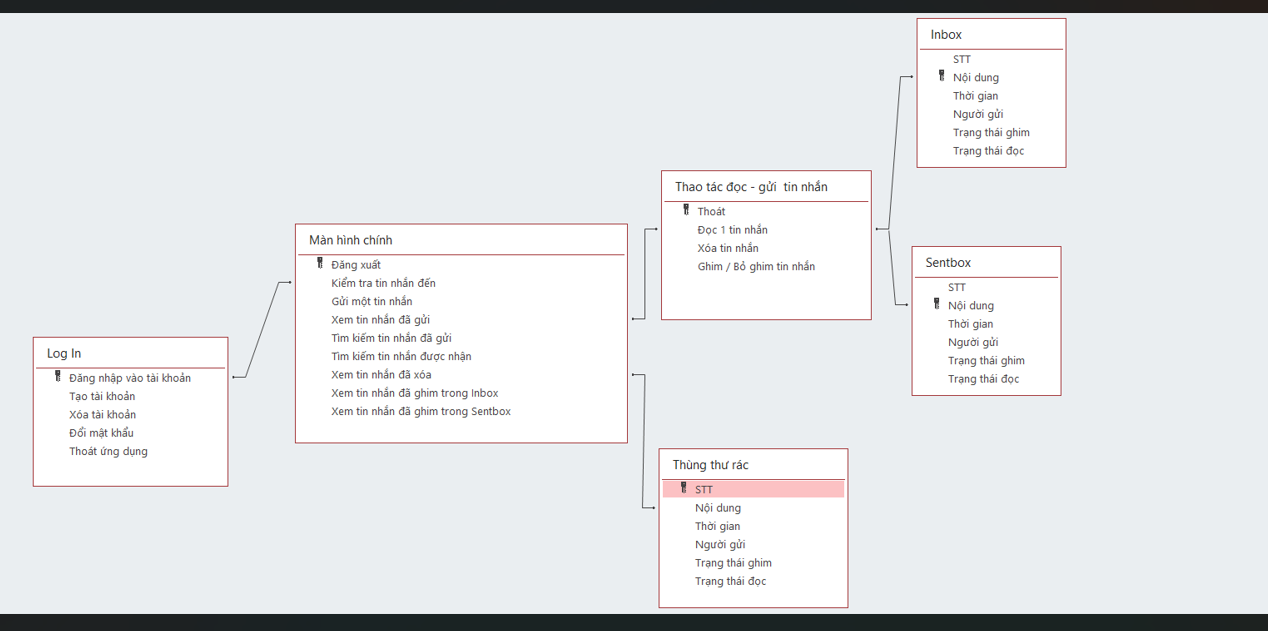 Log In
Đăng nhập vào tài khoản
Tạo tài khoản
Xóa tài khoản
Đổi mật khẩu
Thoát ứng dụng
Màn hình chính
Đăng xuất
Kiểm tra tin nhắn đến
Gửi một tin nhắn
Xem tin nhắn đã gửi
Tìm kiếm tin nhắn đã gửi
Tìm kiếm tin nhắn được nhận
Xem tin nhắn đã xóa
Xem tin nhắn đã ghim trong Inbox
Xem tin nhắn đã ghim trong Sentbox
Thao tác đọc - gửi  tin nhắn
Thoát
Đọc 1 tin nhắn
Xóa tin nhắn
Ghim / Bỏ ghim tin nhắn
Inbox
STT
Nội dung
Thời gian
Người gửi
Trạng thái ghim
Trạng thái đọc
Sentbox
STT
Nội dung
Thời gian
Người gửi
Trạng thái ghim
Trạng thái đọc
Thùng thư rác
STT
Nội dung
Thời gian
Người gửi
Trạng thái ghim
Trạng thái đọc